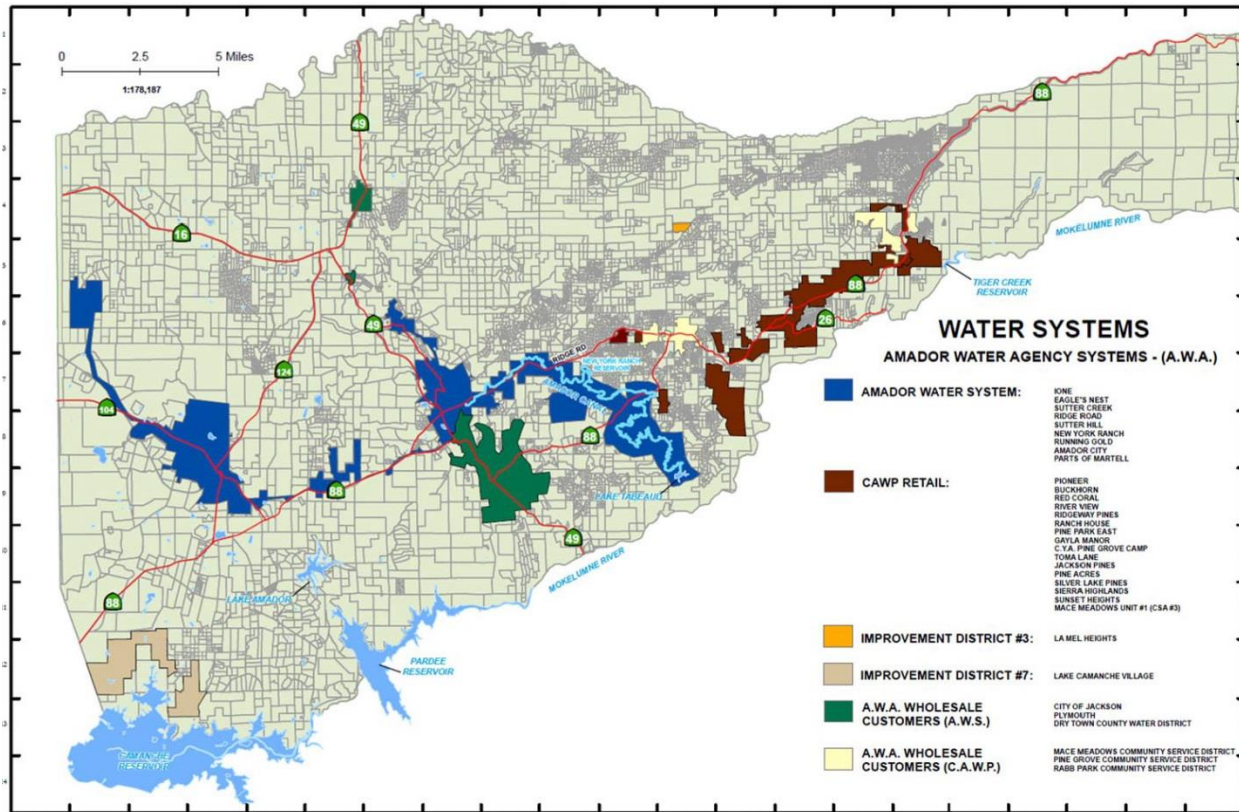 0 2.5 5 Miles
1:178,187
88
49
16
MOKELUMNE RIVER
TIGER CREEK
RESERVOIR
88
26
49
RIDGE RD
NEW YORK RANCH
RESERVOIR
124
AMADOR CANAL
104
88
88
LAKE TABEAUD
49
MOKELUMNE RIVER
LAKE AMADOR
88
PARDEE
RESERVOIR
CAMANCHE
RESERVOIR
WATER SYSTEMS
AMADOR WATER AGENCY SYSTEMS - (A.W.A.)
AMADOR WATER SYSTEM:
IONE
EAGLE'S NEST
SUTTER CREEK
RIDGE ROAD
SUTTER HILL
NEW YORK RANCH
RUNNING GOLD
AMADOR CITY
PARTS OF MARTELL
CAWP RETAIL:
PIONEER
BUCKHORN
RED CORAL
RIVER VIEW
RIDGEWAY PINES
RANCH HOUSE
PINE PARK EAST
GAYLA MANOR
C.Y.A. PINE GROVE CAMP
TOMA LANE
JACKSON PINES
PINE ACRES
SILVER LAKE PINES
SIERRA HIGHLANDS
SUNSET HEIGHTS
MACE MEADOWS UNIT #1 (CSA #3)
IMPROVEMENT DISTRICT #3: LA MEL HEIGHTS
IMPROVEMENT DISTRICT #7: LAKE CAMANCHE VILLAGE
A.W.A. WHOLESALE
CUSTOMERS (A.W.S.)
CITY OF JACKSON
PLYMOUTH
DRY TOWN COUNTY WATER DISTRICT
A.W.A. WHOLESALE
CUSTOMERS (C.A.W.P.)
MACE MEADOWS COMMUNITY SERVICE DISTRICT
PINE GROVE COMMUNITY SERVICE DISTRICT
RABB PARK COMMUNITY SERVICE DISTRICT